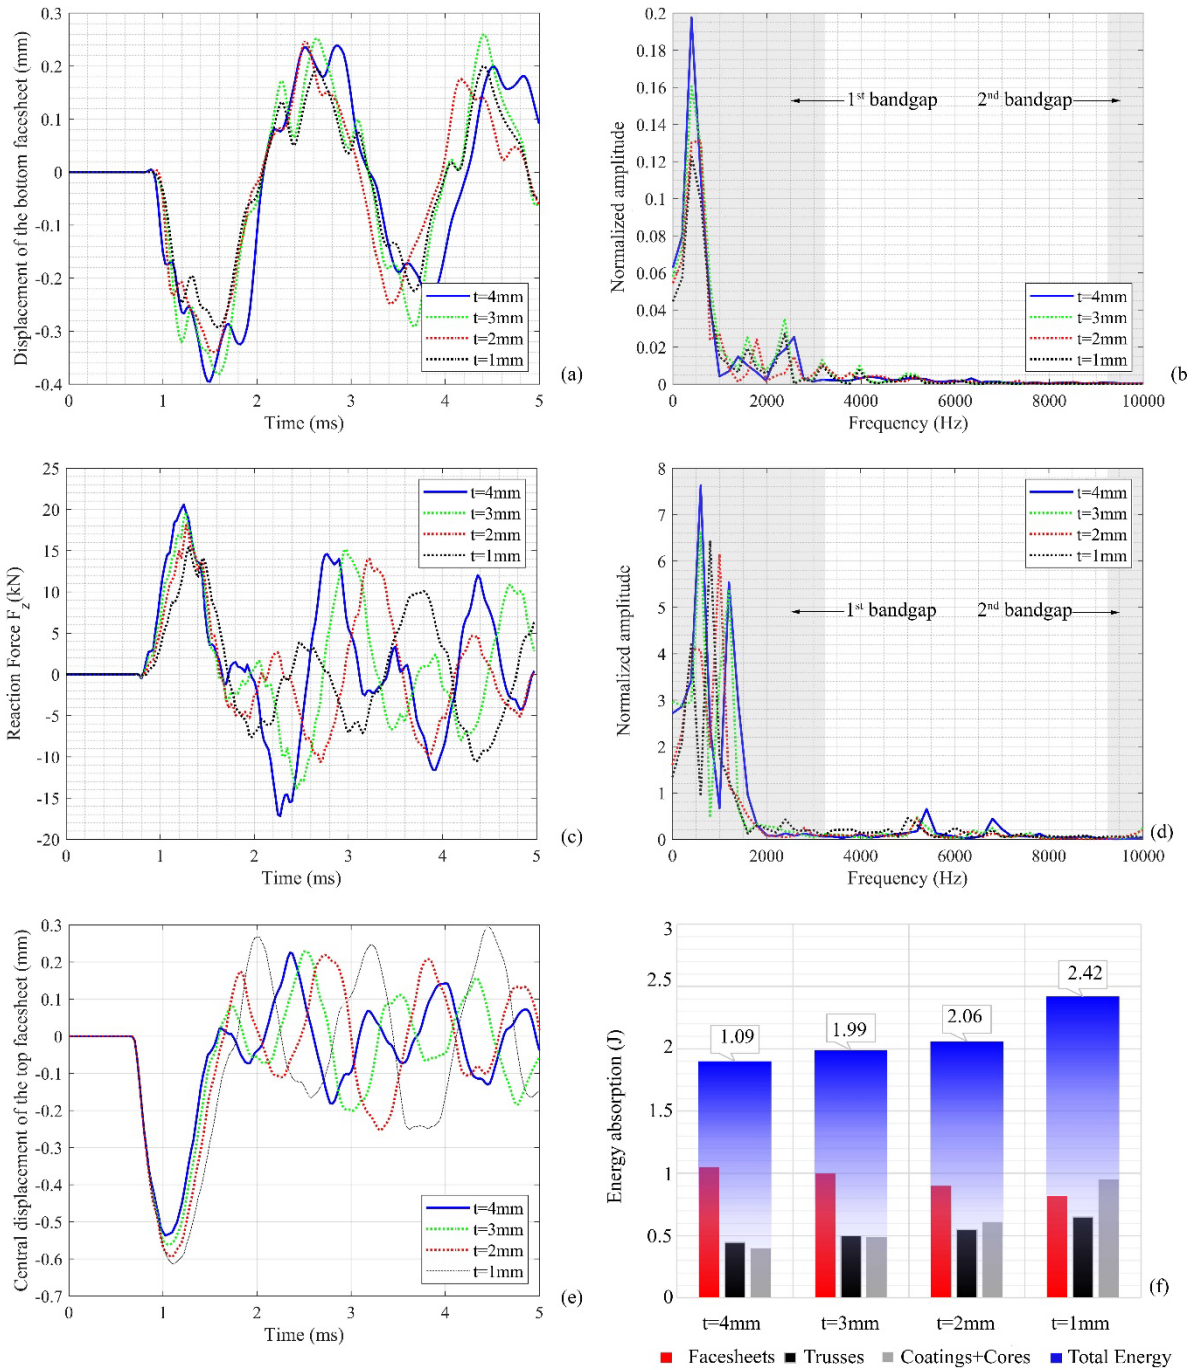 0.3
0.2
0.1
0
-0.1
-0.2
-0.3
-0.4
Displacement of the bottom facesheet (mm)
t=4mm
t=3mm
t=2mm
t=1mm
(a)
0 1 2 3 4 5
Time (ms)
0.2
0.18
0.16
0.14
0.12
0.1
0.08
0.06
0.04
0.02
0
Normalized amplitude
1st bandgap 2nd bandgap
t=4mm
t=3mm
t=2mm
t=1mm
(b)
0 2000 4000 6000 8000 10000
Frequency (Hz)
25
20
15
10
5
0
-5
-10
-15
-20
Reaction Force Fz(kN)
t=4mm
t=3mm
t=2mm
t=1mm
(c)
0 1 2 3 4 5
Time (ms)
8
7
6
5
4
3
2
1
0
Normalized amplitude
t=4mm
t=3mm
t=2mm
t=1mm
1st bandgap 2nd bandgap
(d)
0 2000 4000 6000 8000 10000
Frequency (Hz)
0.3
0.2
0.1
0
-0.1
-0.2
-0.3
-0.4
-0.5
-0.6
-0.7
Central displacement of the top facesheet (mm)
t=4mm
t=3mm
t=2mm
t=1mm
(e)
0 1 2 3 4 5
Time (ms)
3
2.5
2
1.5
1
0.5
0
Energy absorption (J)
1.09
1.99
2.06
2.42
(f)
t=4mm t=3mm t=2mm t=1mm
Facesheets Trusses Coatings+Cores Total Energy